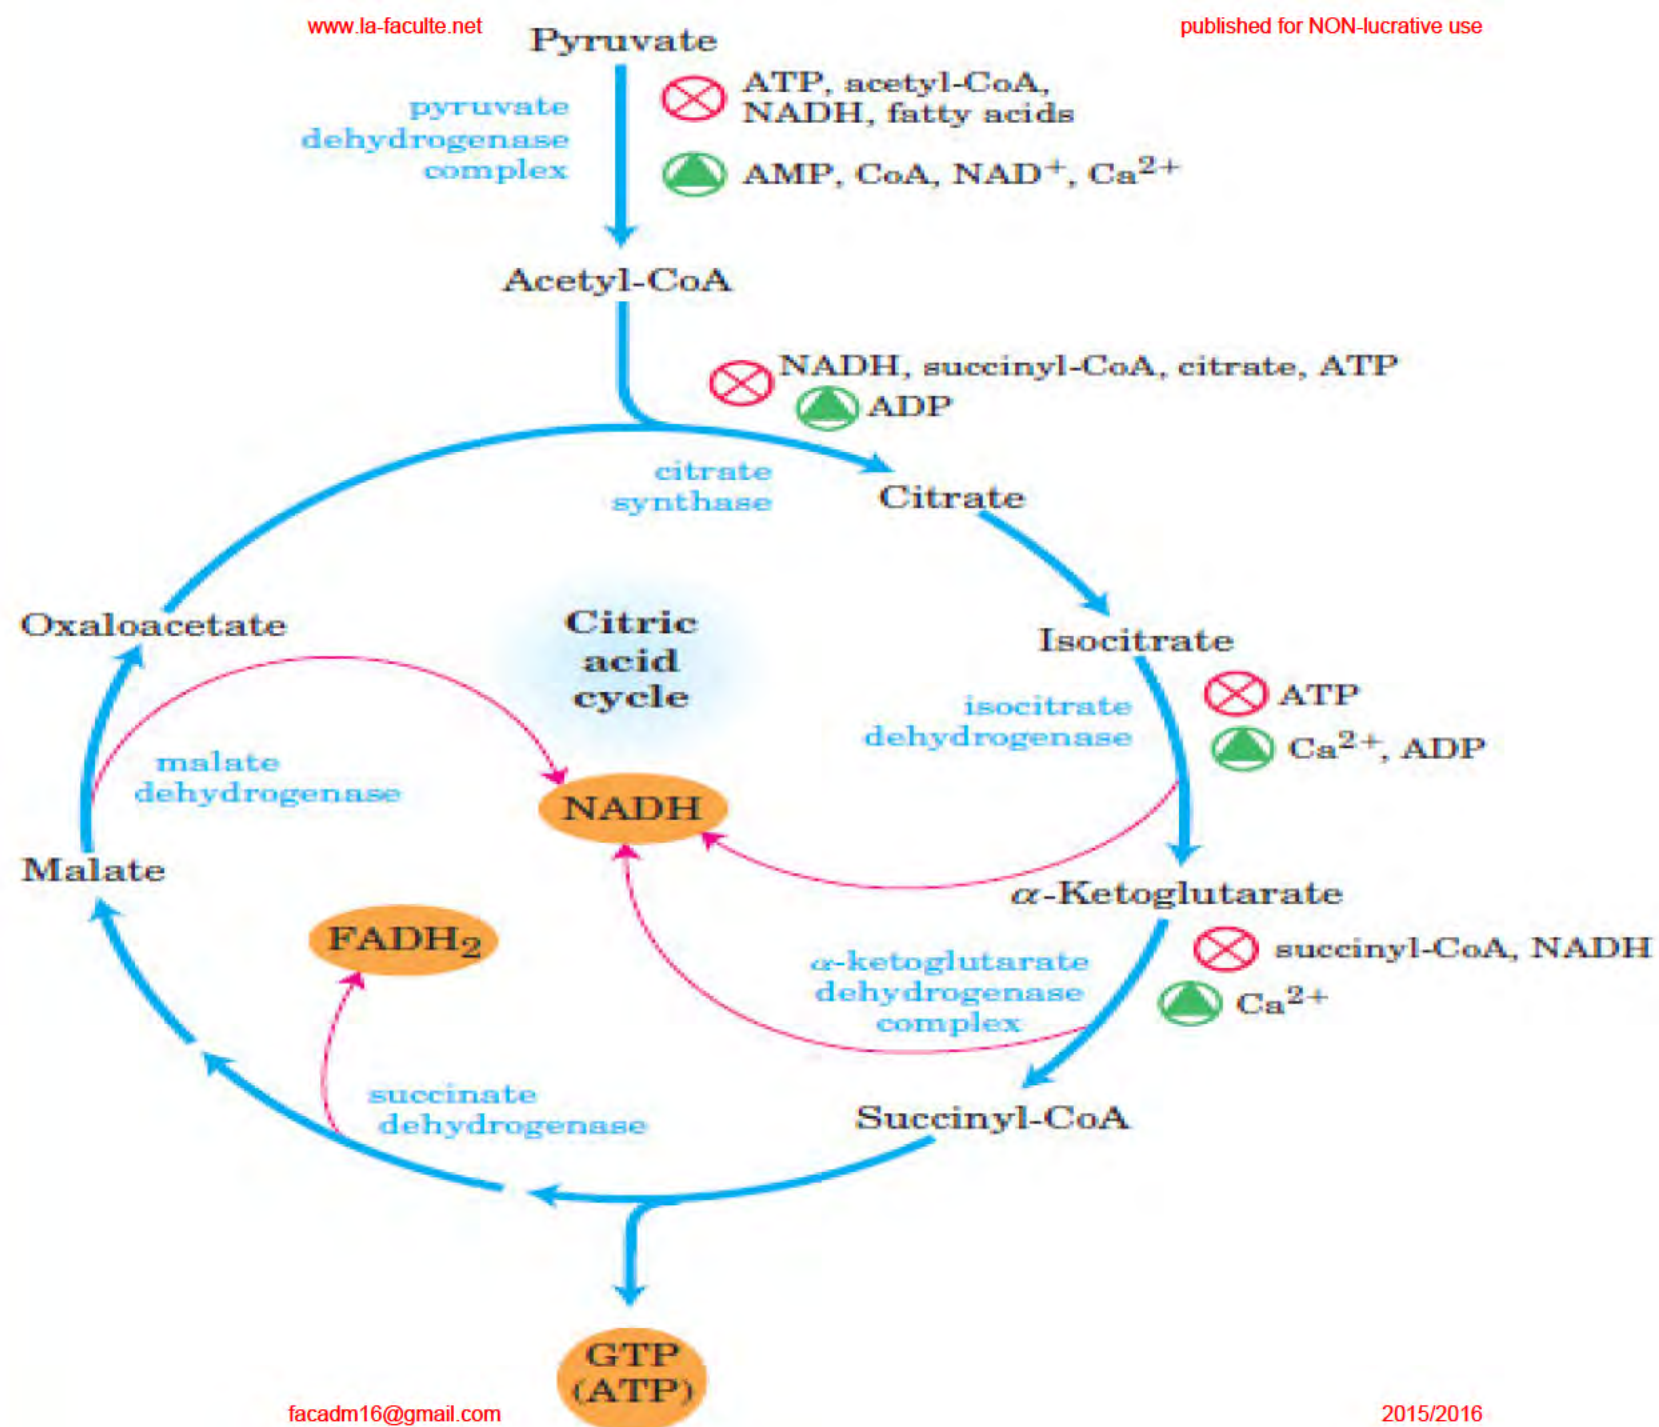 www.la-faculte.net
published for NON-lucrative use
Pyruvate
pyruvate
dehydrogenase
complex
ATP, acetyl-CoA,
NADH, fatty acids
AMP, CoA, NAD⁺, Ca²⁺
Acetyl-CoA
NADH, succinyl-CoA, citrate, ATP
ADP
citrate
synthase
Citrate
Oxaloacetate
Citric
acid
cycle
Isocitrate
isocitrate
dehydrogenase
ATP
Ca²⁺, ADP
malate
dehydrogenase
NADH
Malate
α-Ketoglutarate
FADH₂
α-ketoglutarate
dehydrogenase
complex
succinyl-CoA, NADH
Ca²⁺
succinate
dehydrogenase
Succinyl-CoA
GTP
(ATP)
facadm16@gmail.com
2015/2016